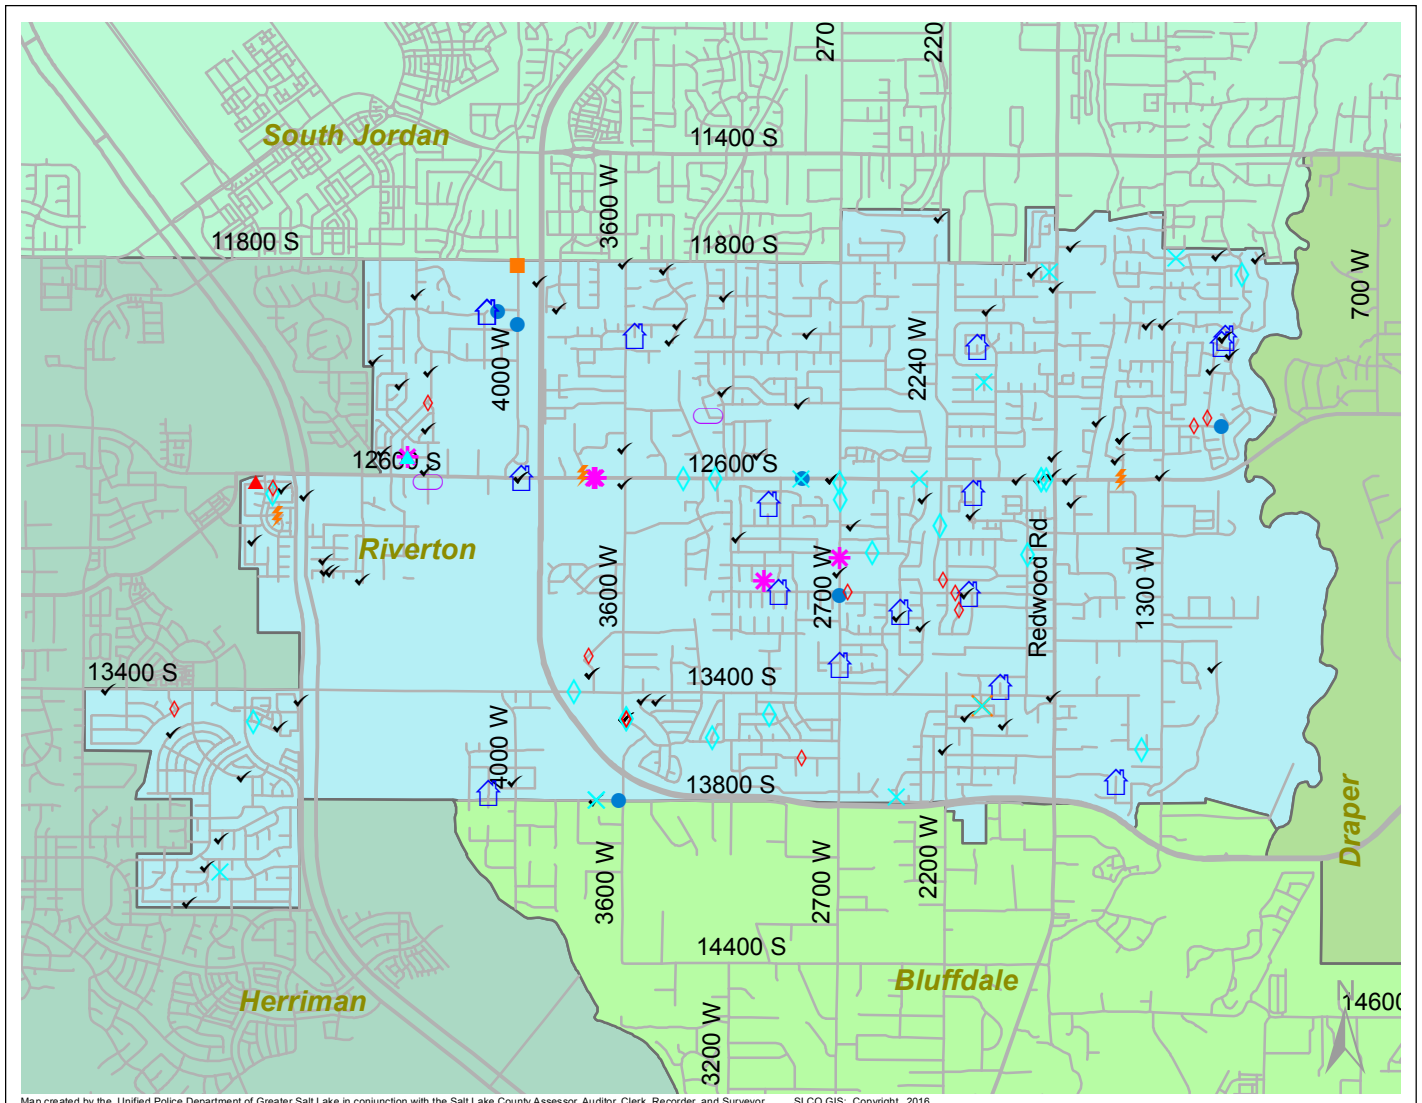 270
220
South Jordan
11400 S
3600 W
11800 S
11800 S
700 W
4000 W
2240 W
12600 S
12600 S
Riverton
3600 W
2700 W
Redwood Rd
1300 W
13400 S
13400 S
4000 W
13800 S
Draper
3600 W
2700 W
2200 W
14400 S
Bluffdale
Herriman
N
14600
3200 W
Map created by the Unified Police Department of Greater Salt Lake in conjunction with the Salt Lake County Assessor, Auditor, Clerk, Recorder, and Surveyor. SLCO GIS: Copyright, 2016